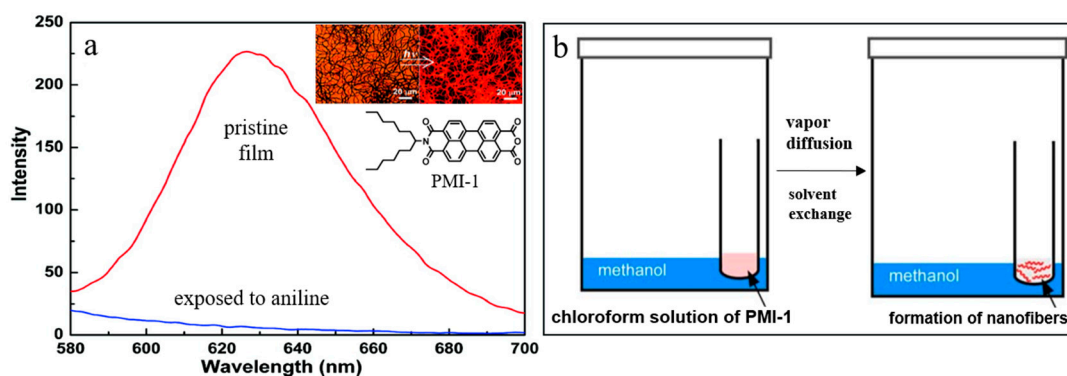 a
250
200
150
100
50
0
Intensity
580
600
620
640
660
680
700
Wavelength (nm)
pristine
film
exposed to aniline
hν
20 μm
20 μm
O
N
O
O
O
O
PMI-1
b
methanol
chloroform solution of PMI-1
vapor
diffusion
solvent
exchange
methanol
formation of nanofibers